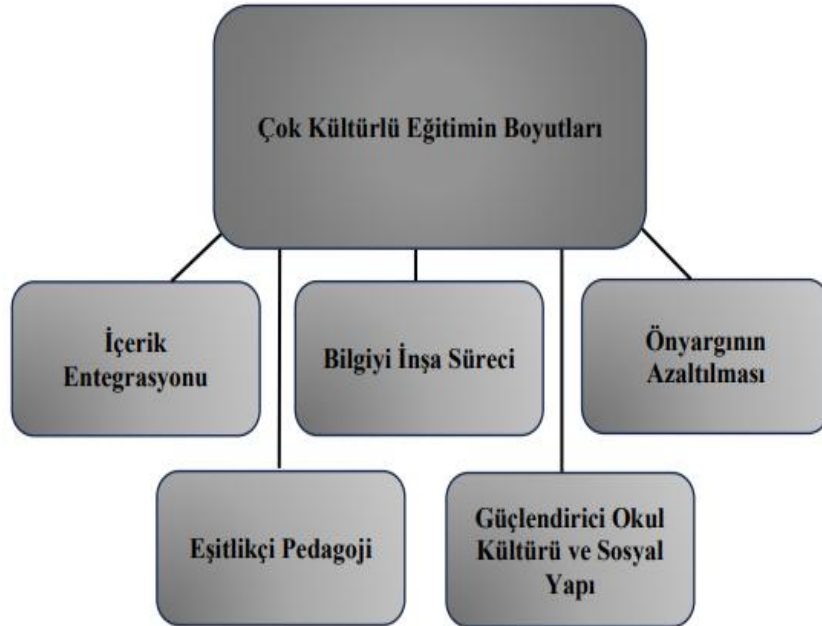 Çok Kültürlü Eğitimin Boyutları
İçerik
Entegrasyonu
Bilgiyi İnşa Süreci
Önyargının
Azaltılması
Eşitlikçi Pedagoji
Güçlendirici Okul
Kültürü ve Sosyal
Yapı